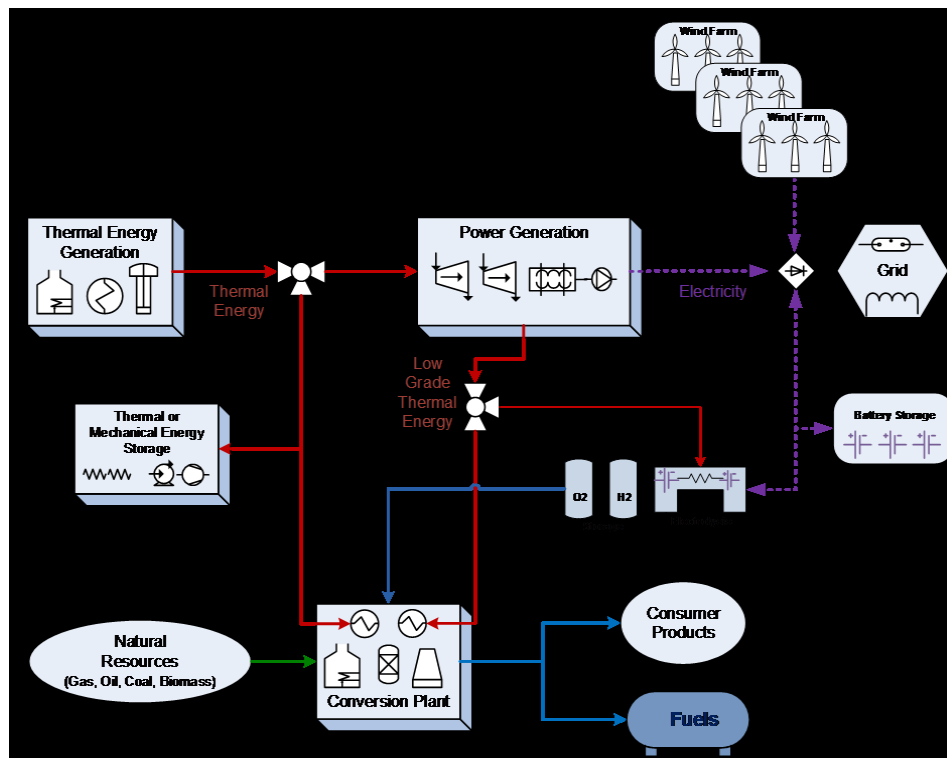 Wind Farm
Wind Farm
Wind Farm
Thermal Energy
Generation
Power Generation
Grid
Thermal
Energy
Electricity
Low
Grade
Thermal
Energy
Thermal or
Mechanical Energy
Storage
Battery Storage
O2
H2
Natural
Resources
(Gas, Oil, Coal, Biomass)
Conversion Plant
Consumer
Products
Fuels